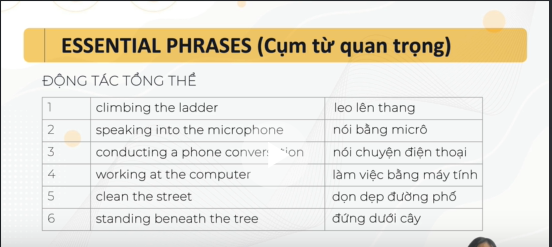 ESSENTIAL PHRASES (Cụm từ quan trọng)
ĐỘNG TÁC TỔNG THỂ
1 climbing the ladder leo lên thang
2 speaking into the microphone nói bằng micrô
3 conducting a phone conversation nói chuyện điện thoại
4 working at the computer làm việc bằng máy tính
5 clean the street dọn dẹp đường phố
6 standing beneath the tree đứng dưới cây